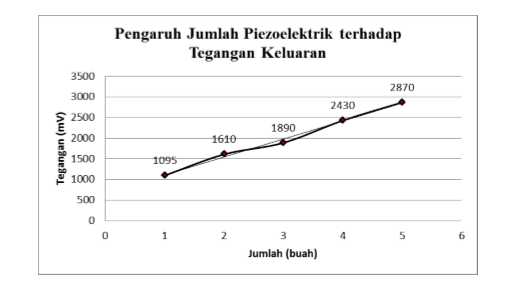 Pengaruh Jumlah Piezoelektrik terhadap
Tegangan Keluaran
3500
3000
2500
2000
1500
1000
500
0
Tegangan (mV)
1095
1610
1890
2430
2870
0 1 2 3 4 5 6
Jumlah (buah)